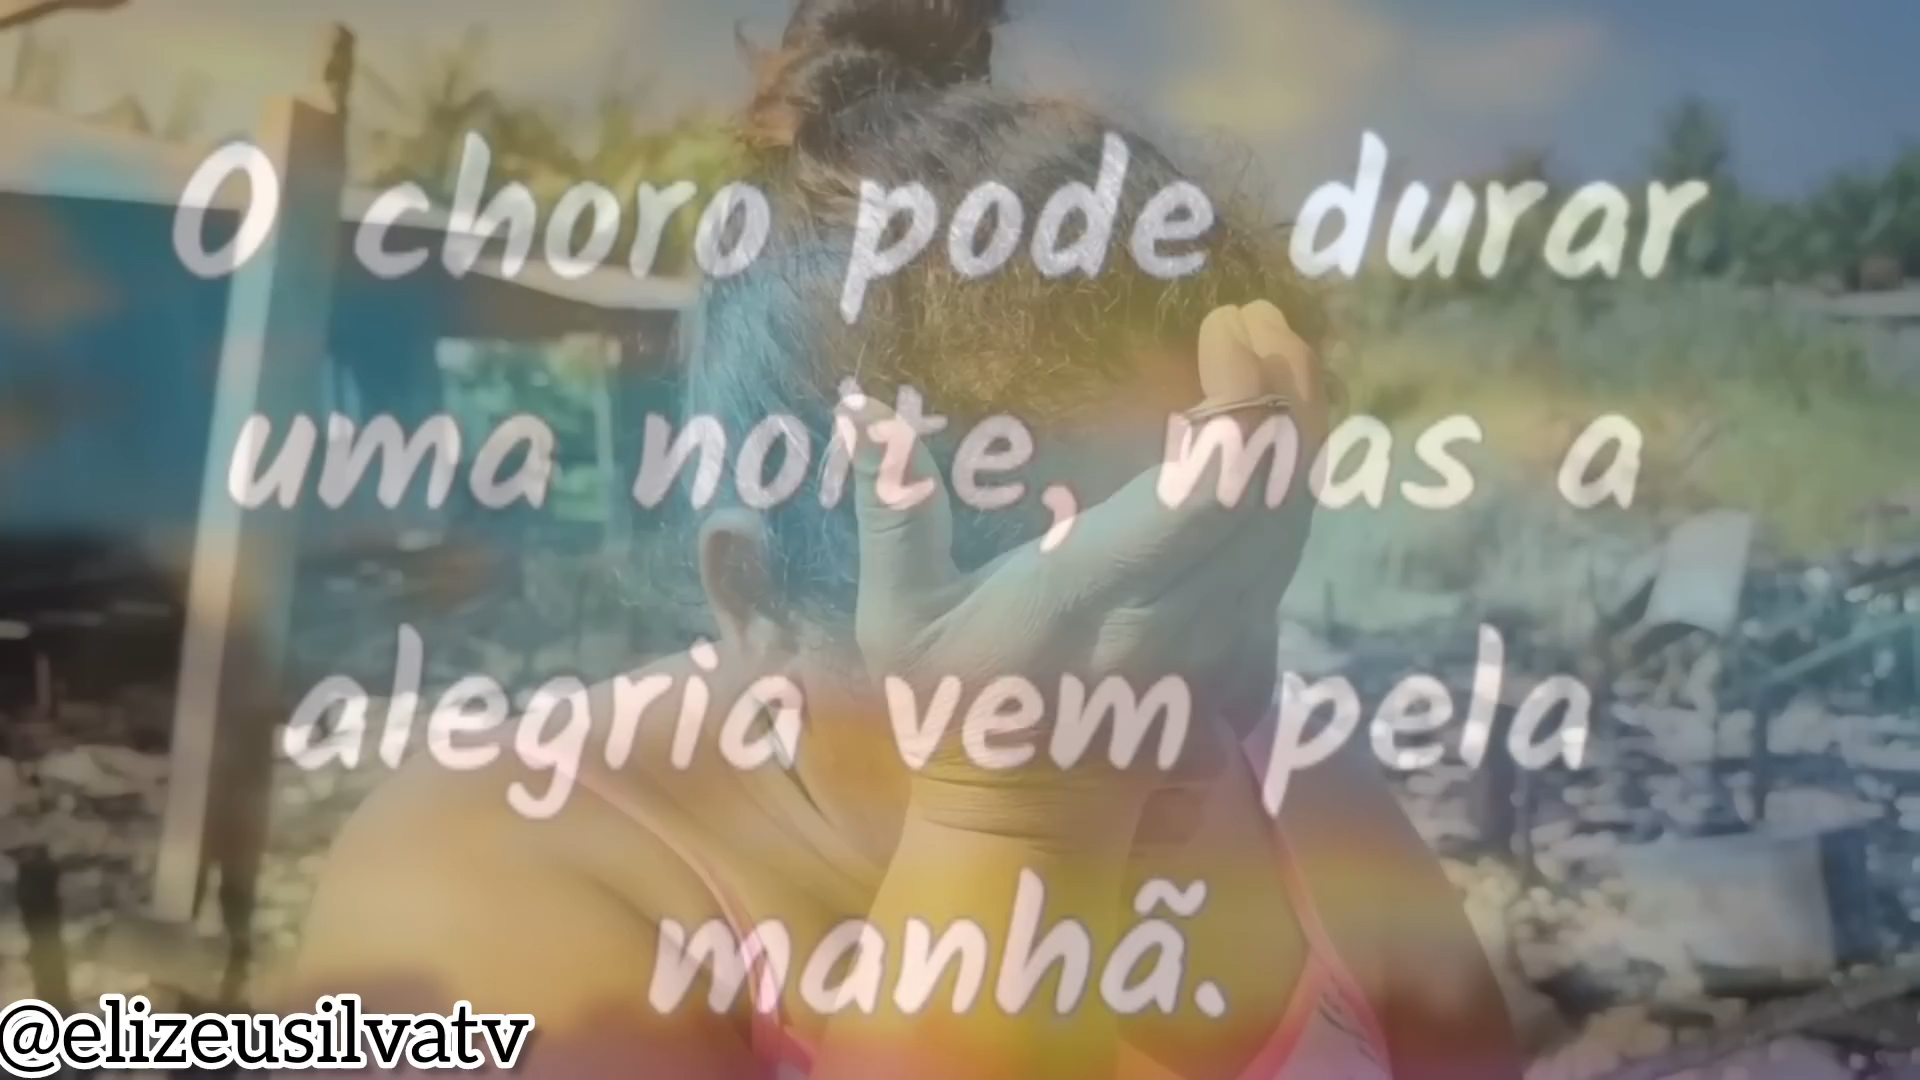 O choro pode durar
uma noite, mas a
alegria vem pela
manhã.
@elizeusilvatv